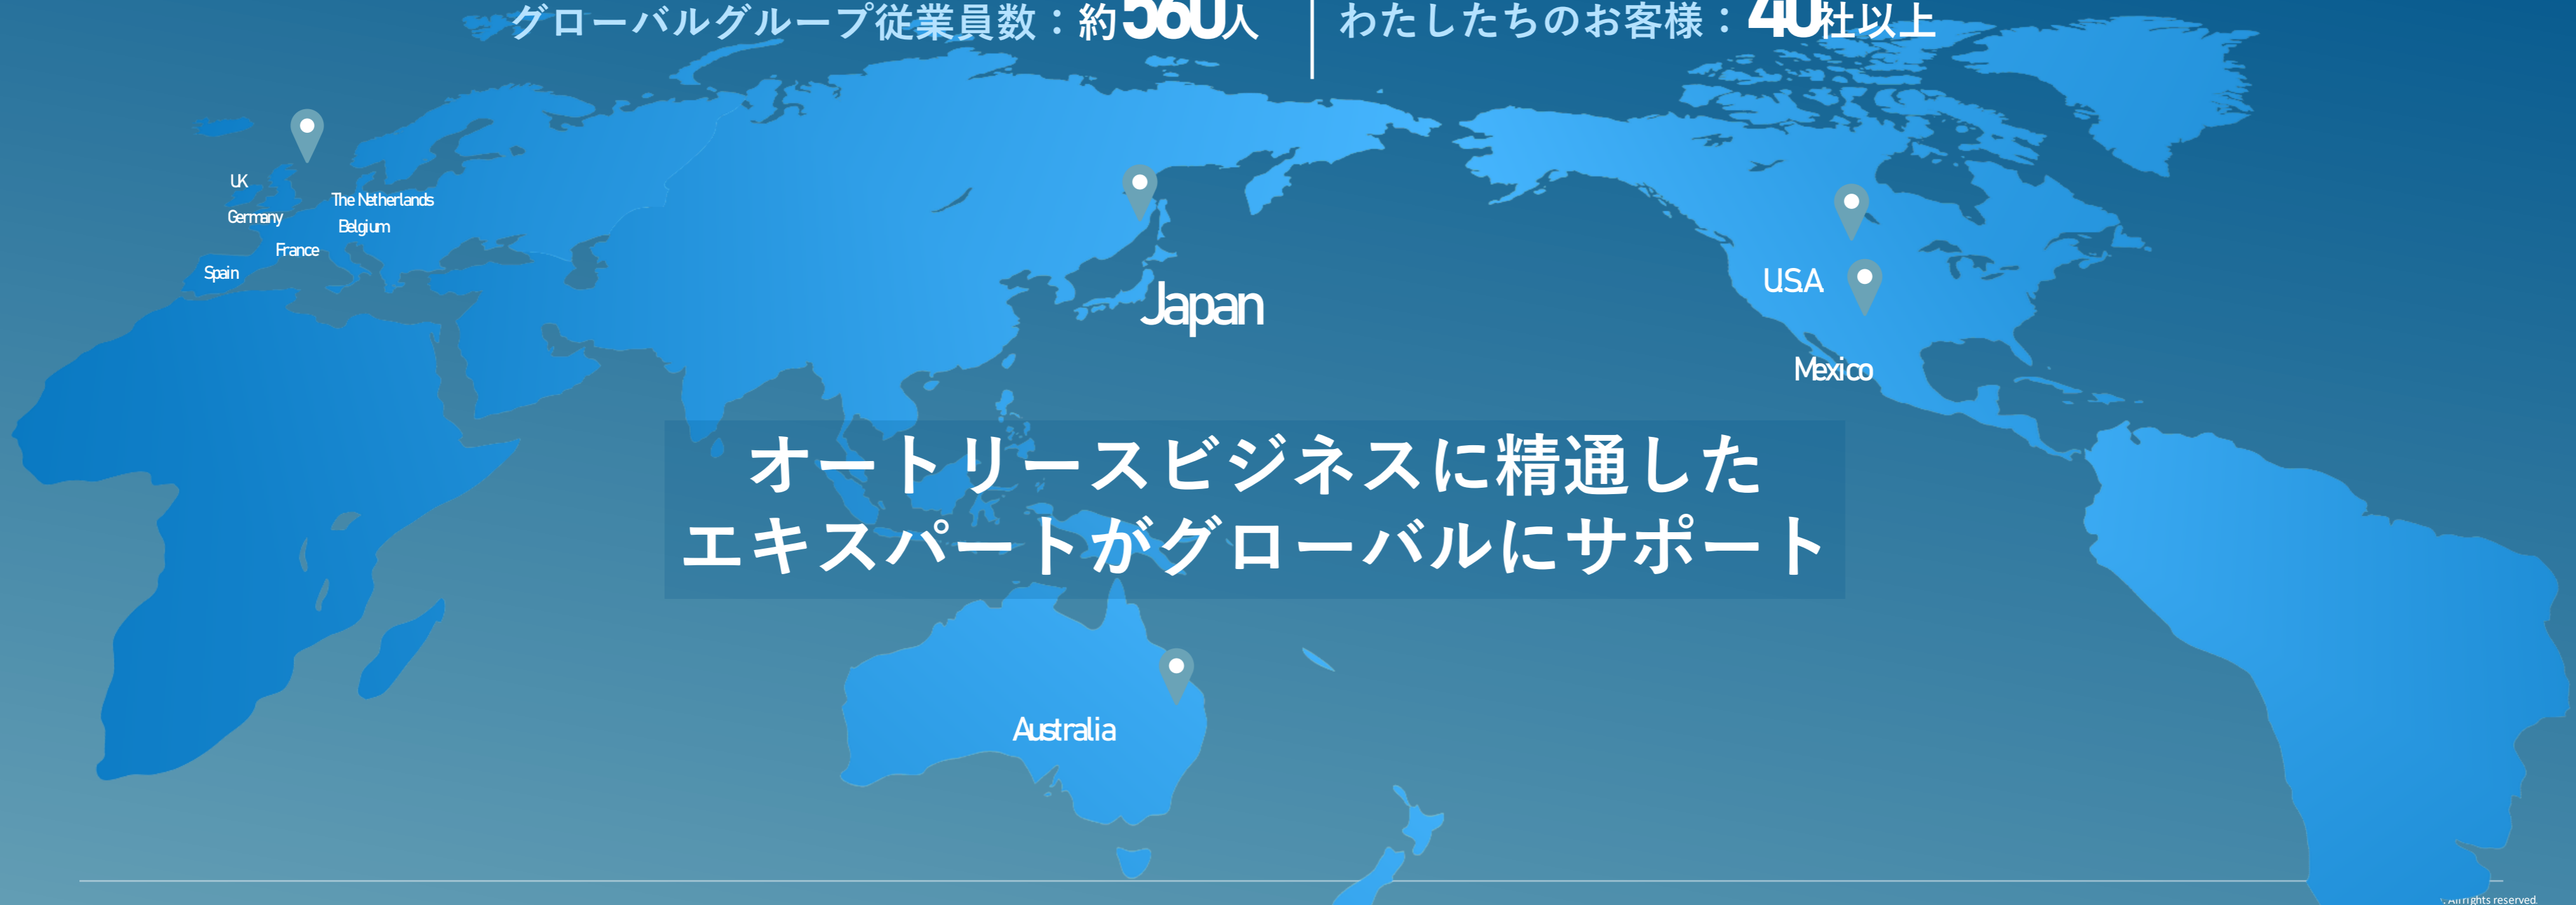 グローバルグループ従業員数：約560人
わたしたちのお客様：40社以上
UK
The Netherlands
Germany
Belgium
France
Spain
Japan
U.S.A
Mexico
オートリースビジネスに精通した
エキスパートがグローバルにサポート
Australia
All rights reserved.